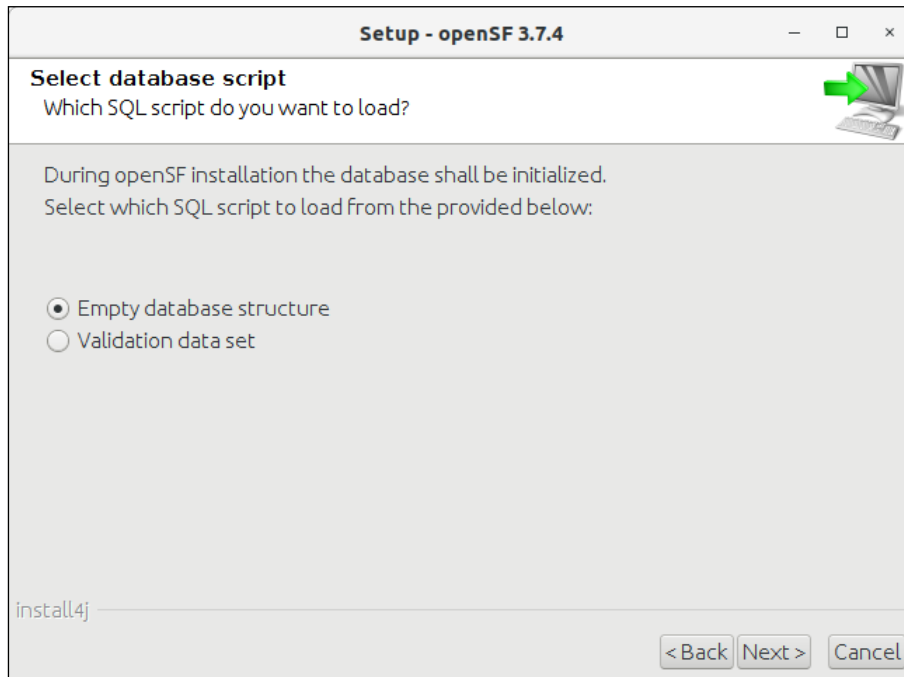 Setup - openSF 3.7.4
Select database script
Which SQL script do you want to load?
During openSF installation the database shall be initialized.
Select which SQL script to load from the provided below:
Empty database structure
Validation data set
install4j
< Back Next > Cancel